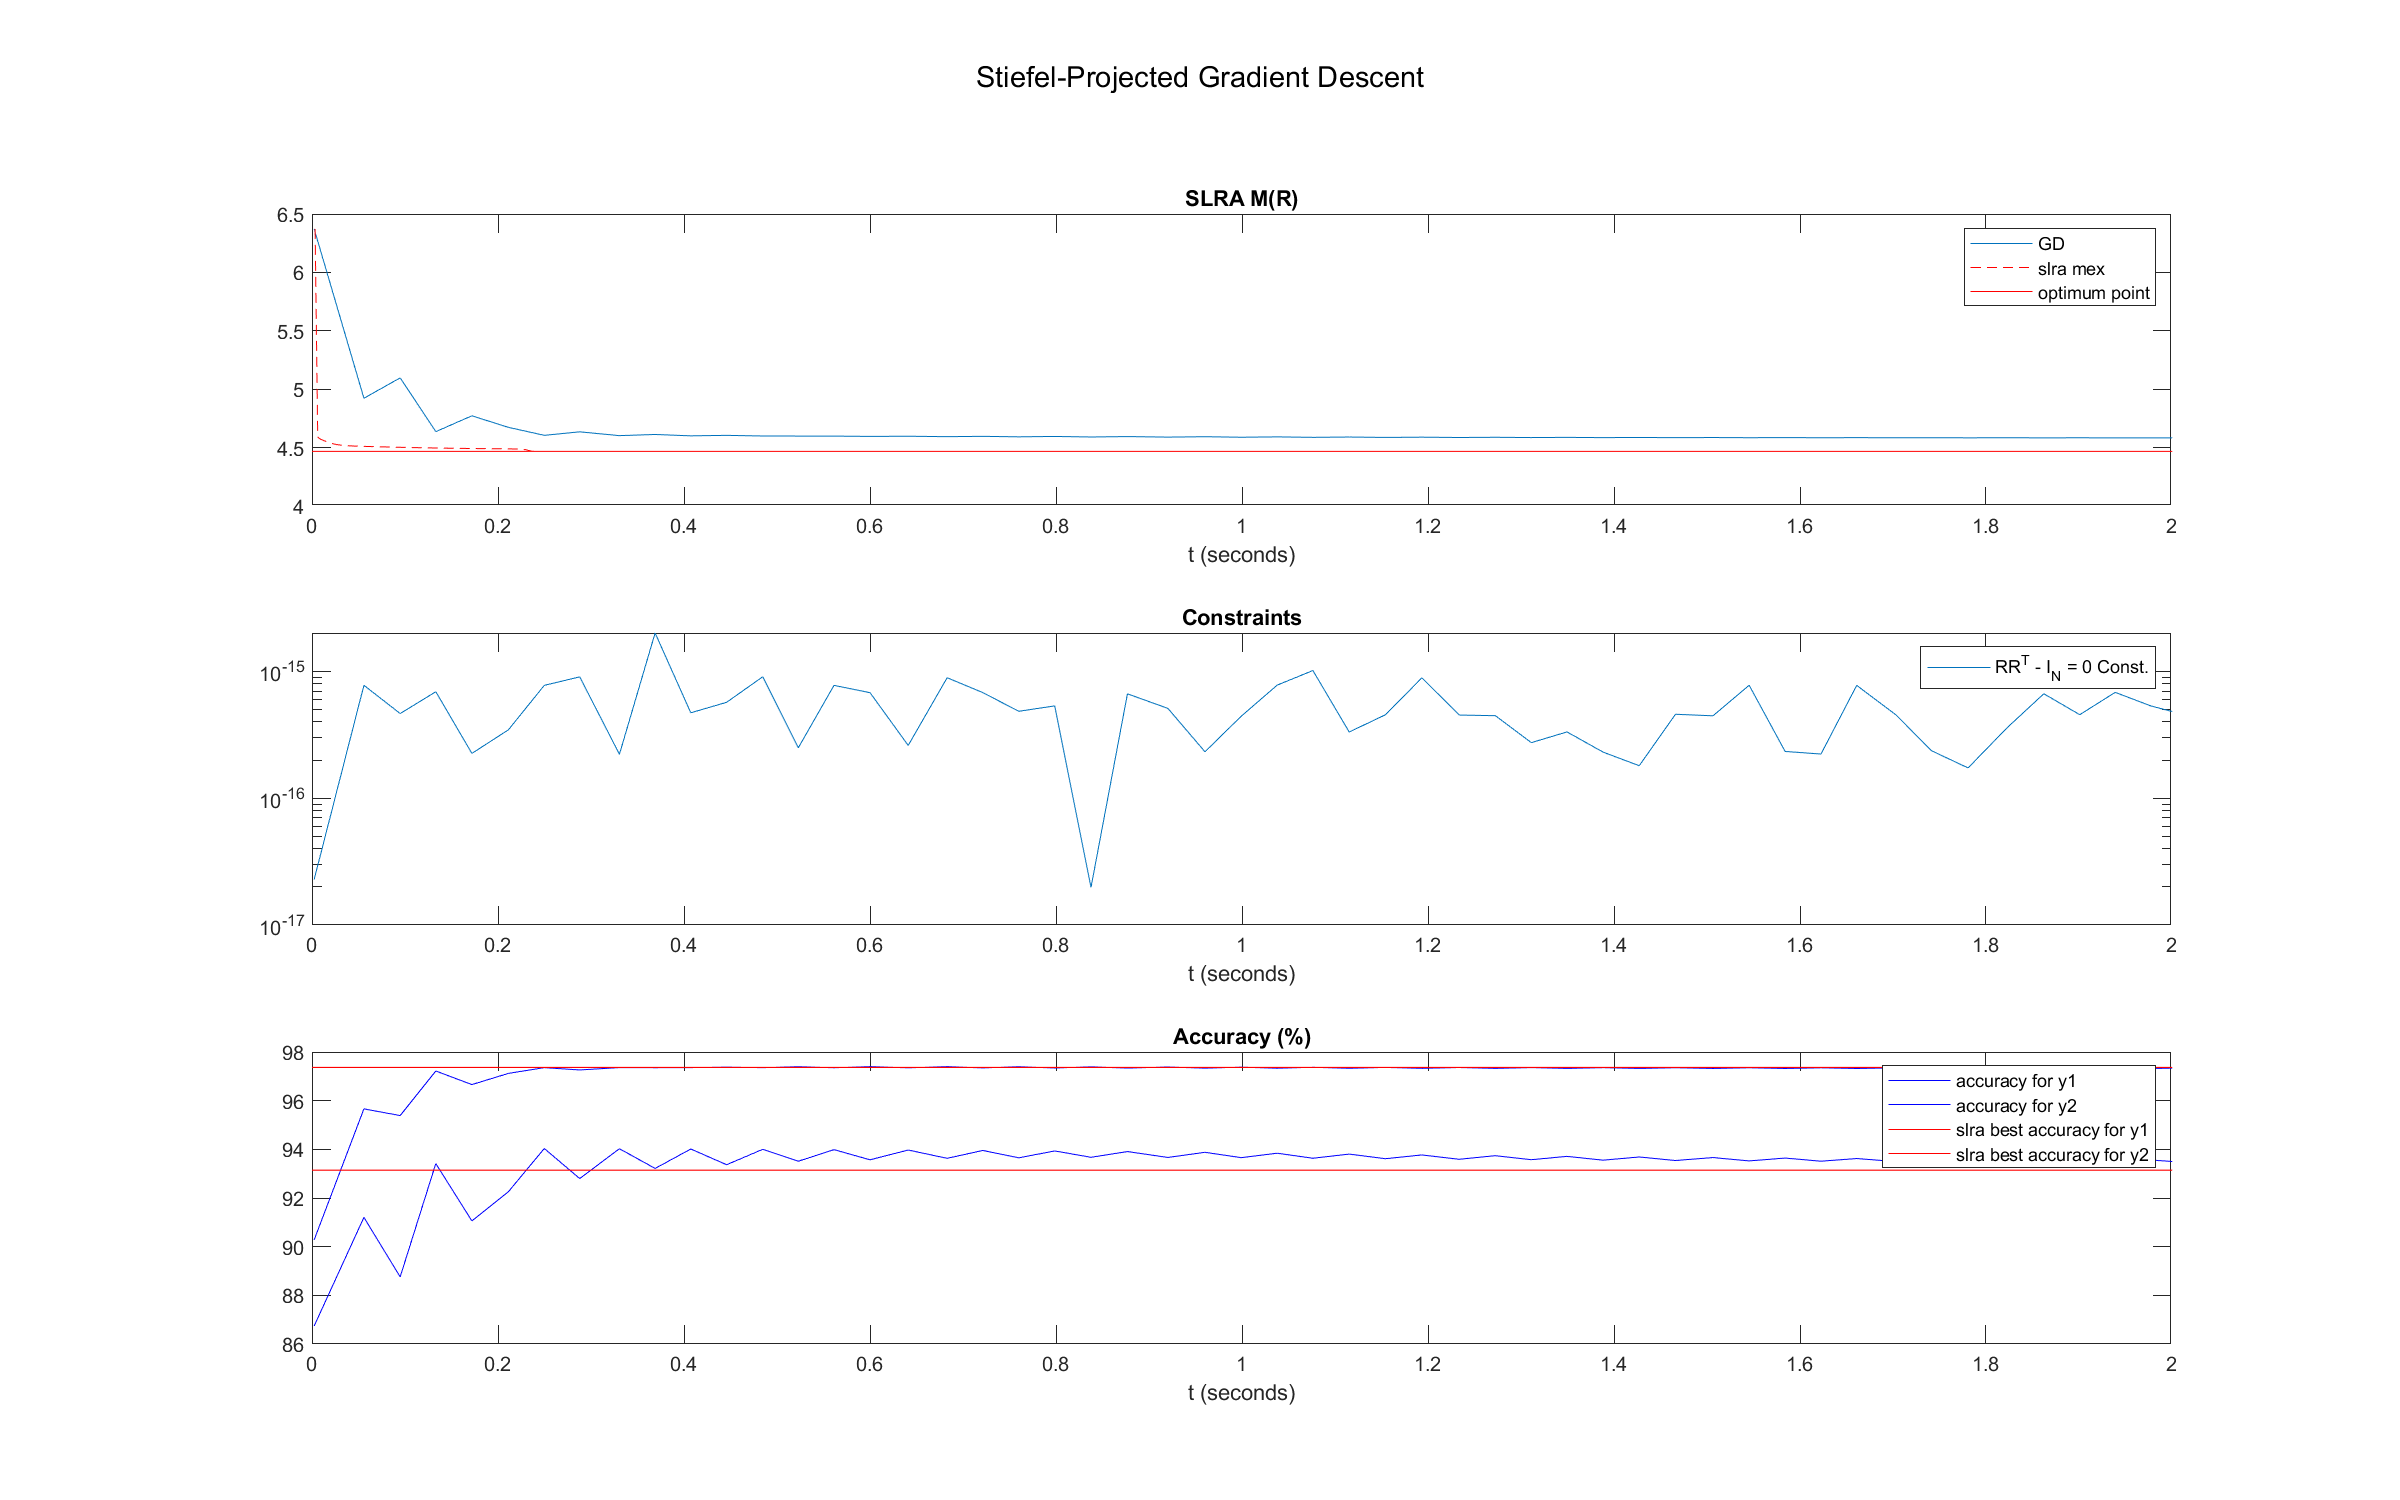 Stiefel-Projected Gradient Descent
SLRA M(R)
6.5
6
5.5
5
4.5
4
GD
slra mex
optimum point
0 0.2 0.4 0.6 0.8 1 1.2 1.4 1.6 1.8 2
t (seconds)
Constraints
10^-15
10^-16
10^-17
RR^T - I_N = 0 Const.
0 0.2 0.4 0.6 0.8 1 1.2 1.4 1.6 1.8 2
t (seconds)
Accuracy (%)
98
96
94
92
90
88
86
accuracy for y1
accuracy for y2
slra best accuracy for y1
slra best accuracy for y2
0 0.2 0.4 0.6 0.8 1 1.2 1.4 1.6 1.8 2
t (seconds)